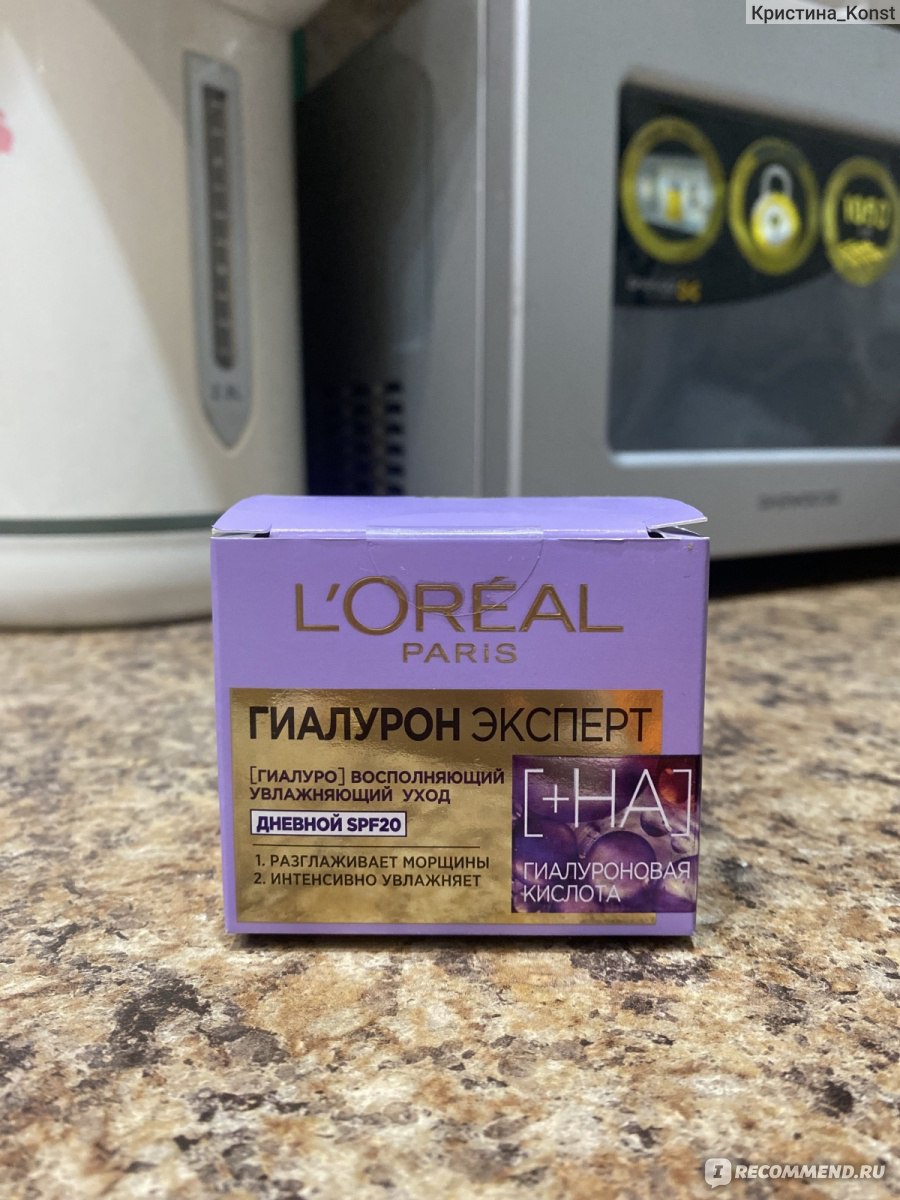 Кристина_Konst
L'ORÉAL
PARiS
ГИАЛУРОН ЭКСПЕРТ
[ГИАЛУРО] ВОСПОЛНЯЮЩИЙ
УВЛАЖНЯЮЩИЙ УХОД
ДНЕВНОЙ SPF20
1. РАЗГЛАЖИВАЕТ МОРЩИНЫ
2. ИНТЕНСИВНО УВЛАЖНЯЕТ
[+HA]
ГИАЛУРОНОВАЯ
КИСЛОТА
IRECOMMEND.RU